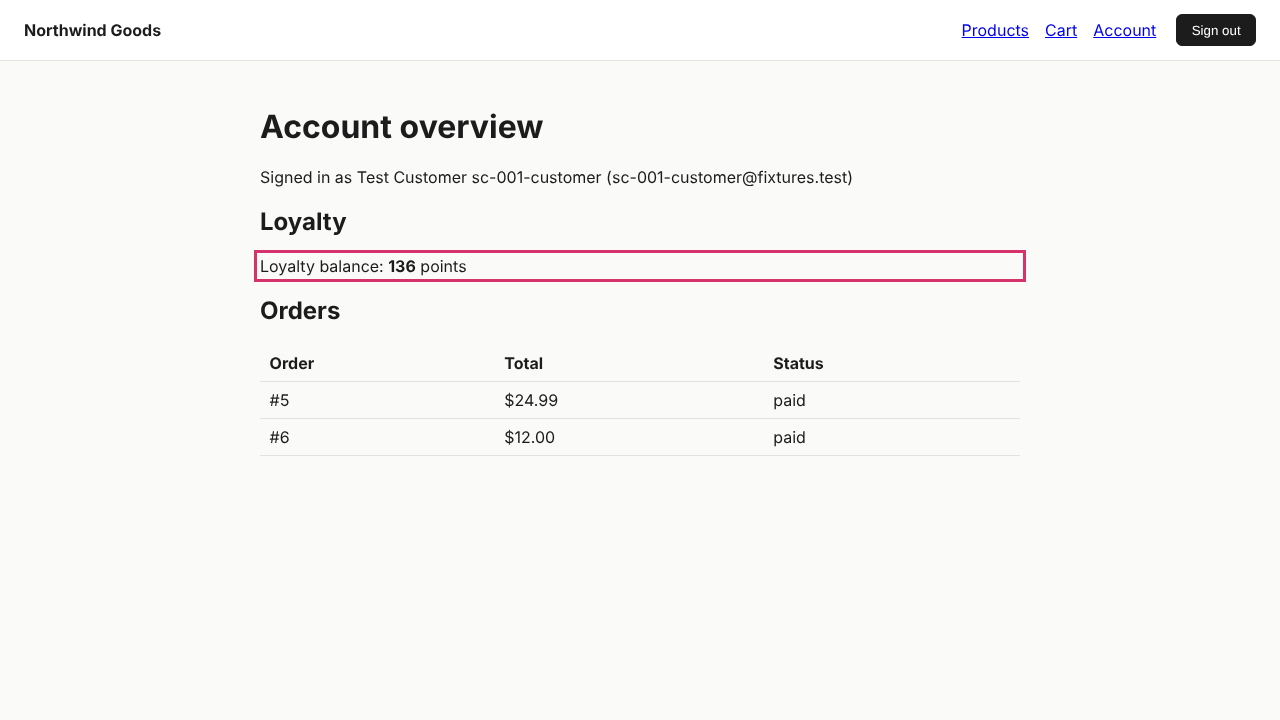 Northwind Goods
Products Cart Account Sign out
Account overview
Signed in as Test Customer sc-001-customer (sc-001-customer@fixtures.test)
Loyalty
Loyalty balance: 136 points
Orders
Order Total Status
#5 $24.99 paid
#6 $12.00 paid